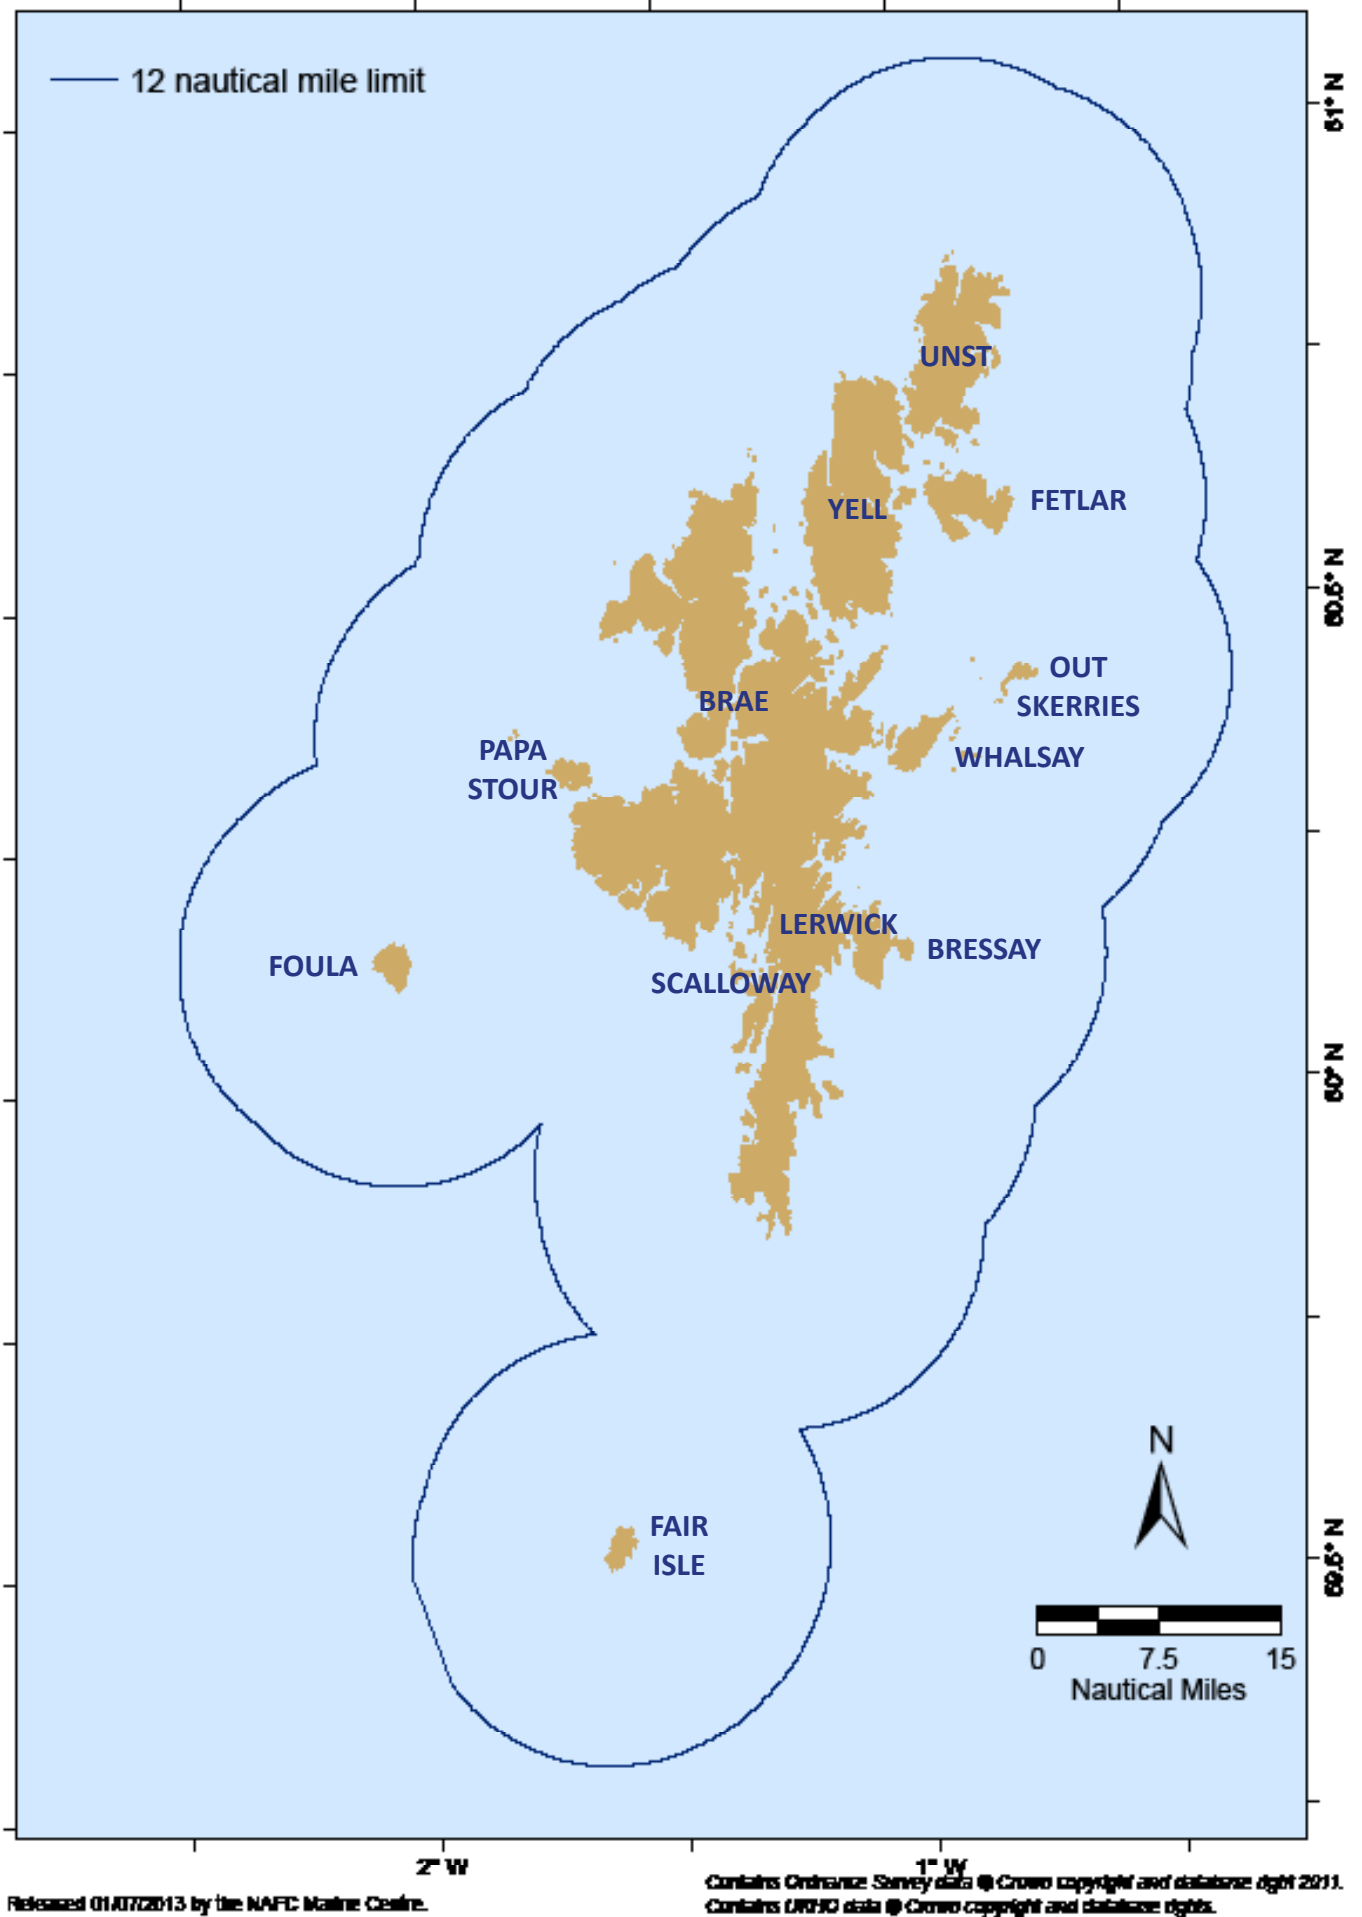 12 nautical mile limit
61° N
UNST
YELL
FETLAR
60.5° N
OUT
SKERRIES
BRAE
PAPA
STOUR
WHALSAY
LERWICK
BRESSAY
FOULA
SCALLOWAY
60° N
N
FAIR
ISLE
59.5° N
0 7.5 15
Nautical Miles
2° W
1° W
Contains Ordnance Survey data © Crown copyright and database right 2011.
Released 01/07/2013 by the NAFC Marine Centre.
Contains UKHO data © Crown copyright and database rights.